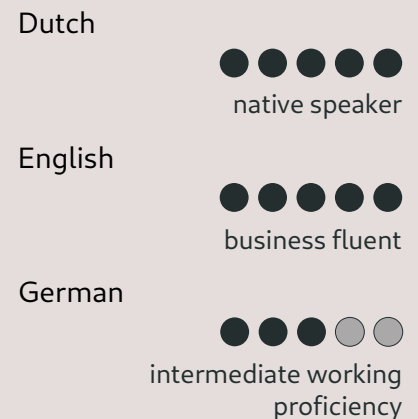 Dutch
native speaker
English
business fluent
German
intermediate working
proficiency